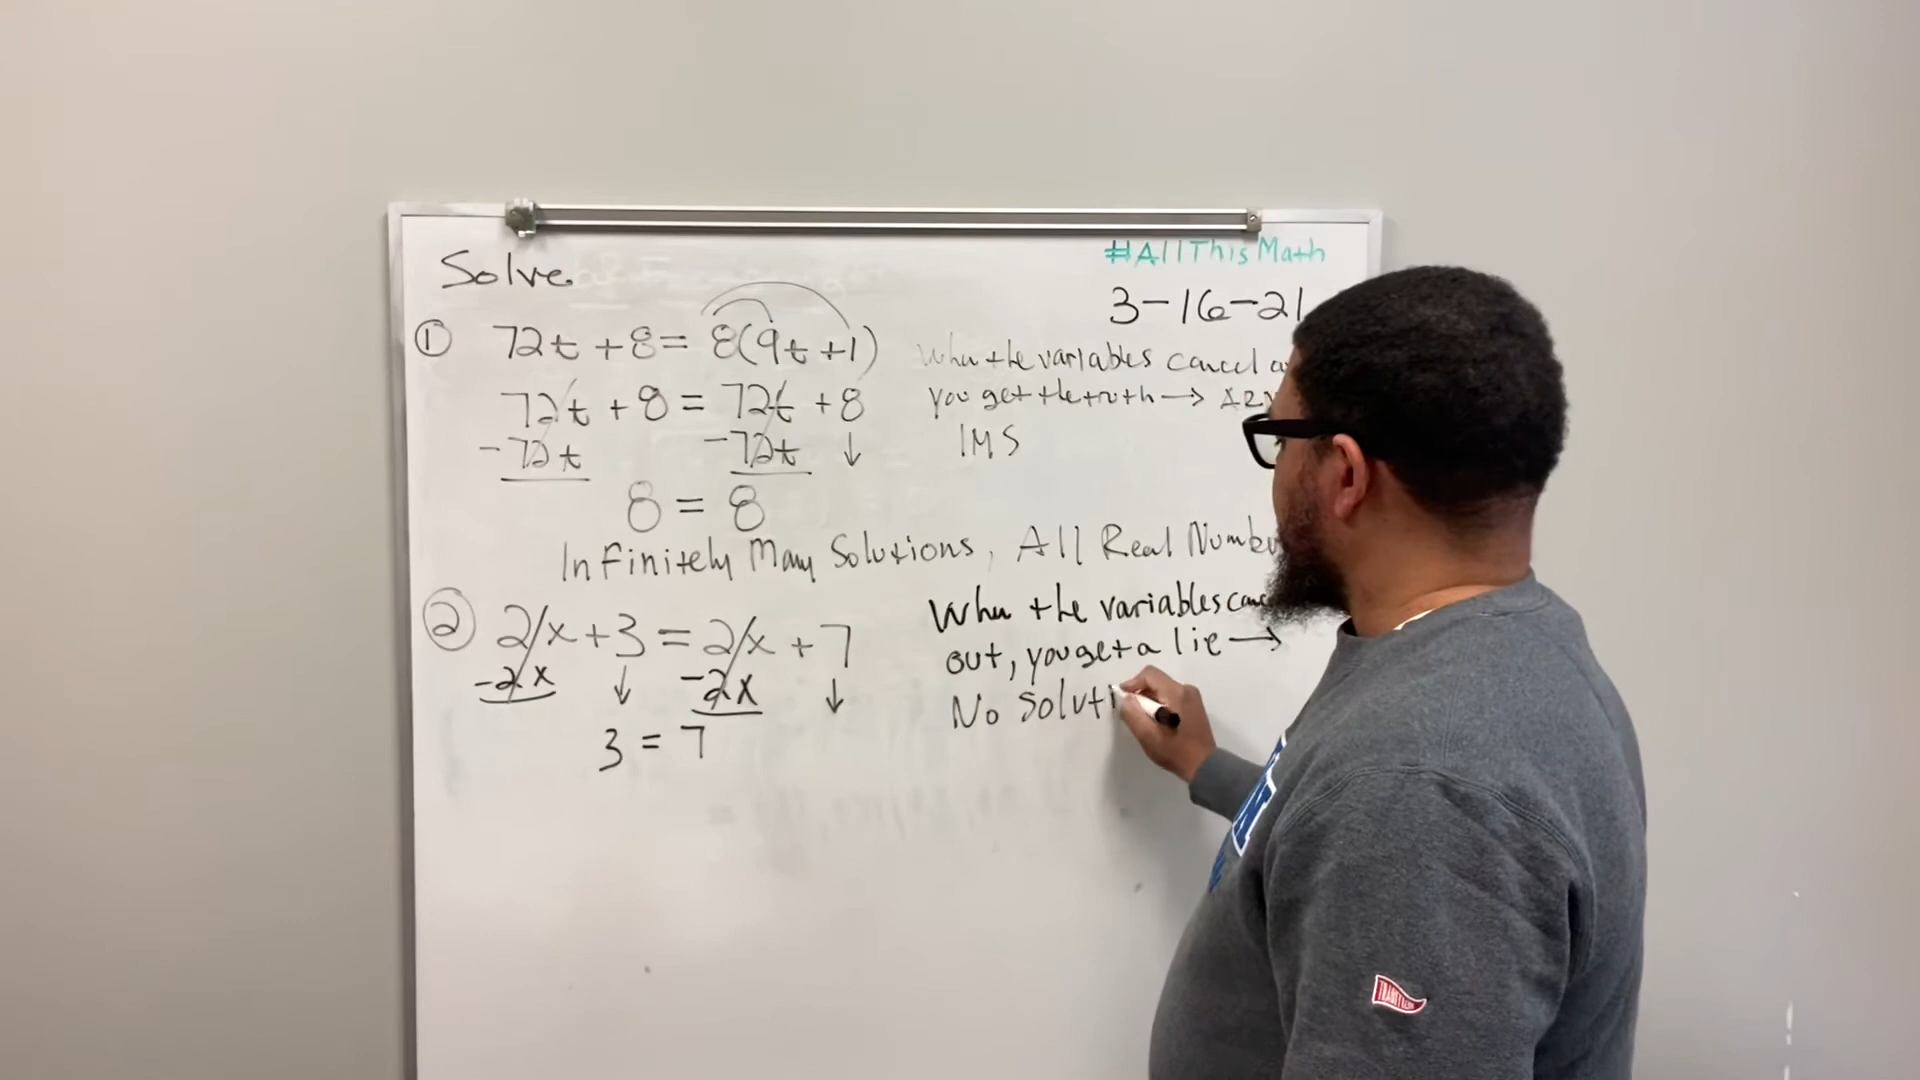 #AllThisMath
Solve
3-16-21
① 72t + 8 = 8(9t + 1)
72t + 8 = 72t + 8
-72t -72t ↓
8 = 8
When the variables cancel
you get the truth →
IMS
Infinitely Many Solutions, All Real Numbe
② 2x + 3 = 2x + 7
-2x ↓ -2x ↓
3 = 7
When the variables canc
out, you get a lie →
No Soluti
TRADITION